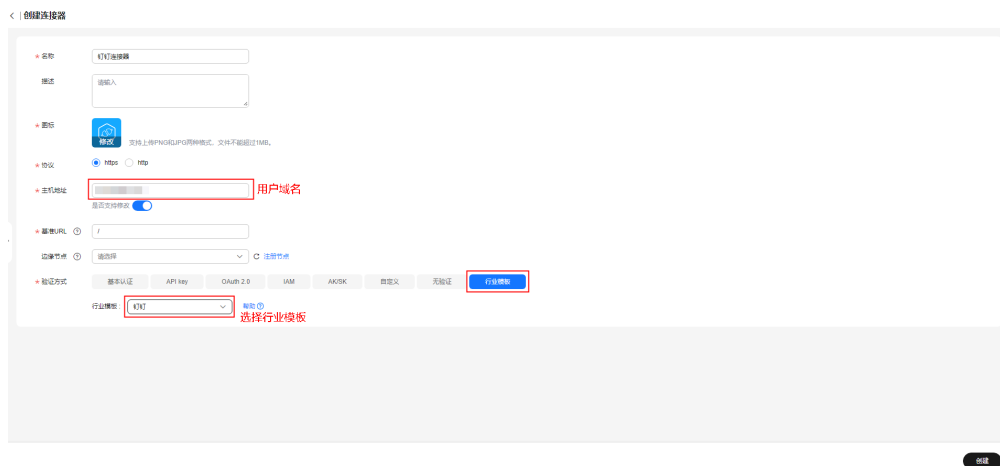 创建连接器
* 名称 钉钉连接器
描述 请输入
* 图标 修改 支持上传PNG和JPG两种格式，文件不能超过1MB。
* 协议 https http
* 主机地址 用户域名
是否支持修改
* 基准URL ? /
边缘节点 ? 请选择 注册节点
* 验证方式 基本认证 API key OAuth 2.0 IAM AK/SK 自定义 无验证 行业模板
行业模板： 钉钉 帮助 ?
选择行业模板
创建